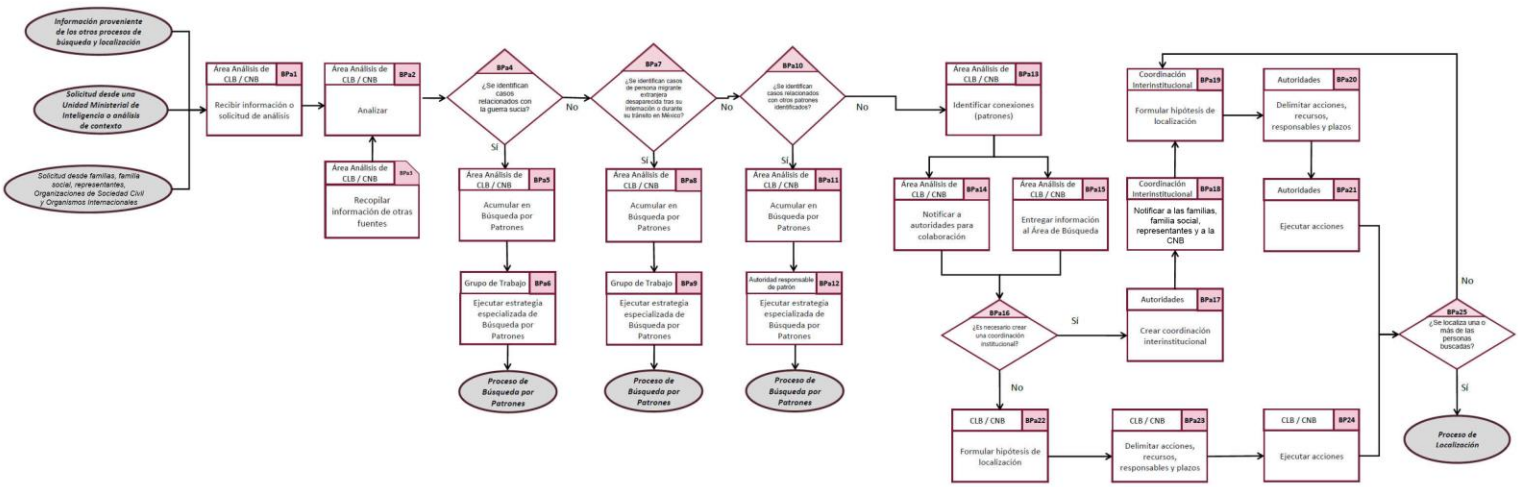 Información proveniente
de los otros procesos de
búsqueda y localización
Solicitud desde una
Unidad Ministerial de
Inteligencia o análisis
de contexto
Solicitud desde familias, familia
social, representantes,
Organizaciones de Sociedad Civil
y Organismos Internacionales
Área Análisis de
CLB / CNB
BPa1
Recibir información o
solicitud de análisis
Área Análisis de
CLB / CNB
BPa2
Analizar
Área Análisis de
CLB / CNB
BPa3
Recopilar
información de otras
fuentes
BPa4
¿Se identifican
casos
relacionados con
la guerra sucia?
No
Sí
Área Análisis de
CLB / CNB
BPa5
Acumular en
Búsqueda por
Patrones
Grupo de Trabajo
BPa6
Ejecutar estrategia
especializada de
Búsqueda por
Patrones
Proceso de
Búsqueda por
Patrones
BPa7
¿Se identifican casos
de persona migrante
extranjera
desaparecida tras su
internación o durante
su tránsito en México?
No
Sí
Área Análisis de
CLB / CNB
BPa8
Acumular en
Búsqueda por
Patrones
Grupo de Trabajo
BPa9
Ejecutar estrategia
especializada de
Búsqueda por
Patrones
Proceso de
Búsqueda por
Patrones
BPa10
¿Se identifican
casos relacionados
con otros patrones
identificados?
No
Sí
Área Análisis de
CLB / CNB
BPa11
Acumular en
Búsqueda por
Patrones
Autoridad responsable
de patrón
BPa12
Ejecutar estrategia
especializada de
Búsqueda por
Patrones
Proceso de
Búsqueda por
Patrones
Área Análisis de
CLB / CNB
BPa13
Identificar conexiones
(patrones)
Área Análisis de
CLB / CNB
BPa14
Notificar a
autoridades para
colaboración
Área Análisis de
CLB / CNB
BPa15
Entregar información
al Área de Búsqueda
BPa16
¿Es necesario crear
una coordinación
institucional?
Sí
No
Autoridades
BPa17
Crear coordinación
interinstitucional
Coordinación
Interinstitucional
BPa18
Notificar a las familias,
familia social,
representantes y a la
CNB
Coordinación
Interinstitucional
BPa19
Formular hipótesis de
localización
Autoridades
BPa20
Delimitar acciones,
recursos,
responsables y plazos
Autoridades
BPa21
Ejecutar acciones
CLB / CNB
BPa22
Formular hipótesis de
localización
CLB / CNB
BPa23
Delimitar acciones,
recursos,
responsables y plazos
CLB / CNB
BP24
Ejecutar acciones
No
BPa25
¿Se localiza una o
más de las
personas
buscadas?
Sí
Proceso de
Localización